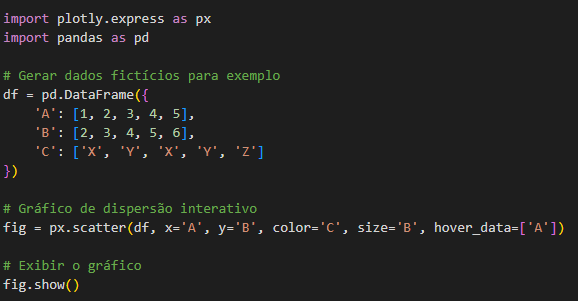 import plotly.express as px
import pandas as pd
# Gerar dados fictícios para exemplo
df = pd.DataFrame({
    'A': [1, 2, 3, 4, 5],
    'B': [2, 3, 4, 5, 6],
    'C': ['X', 'Y', 'X', 'Y', 'Z']
})
# Gráfico de dispersão interativo
fig = px.scatter(df, x='A', y='B', color='C', size='B', hover_data=['A'])
# Exibir o gráfico
fig.show()